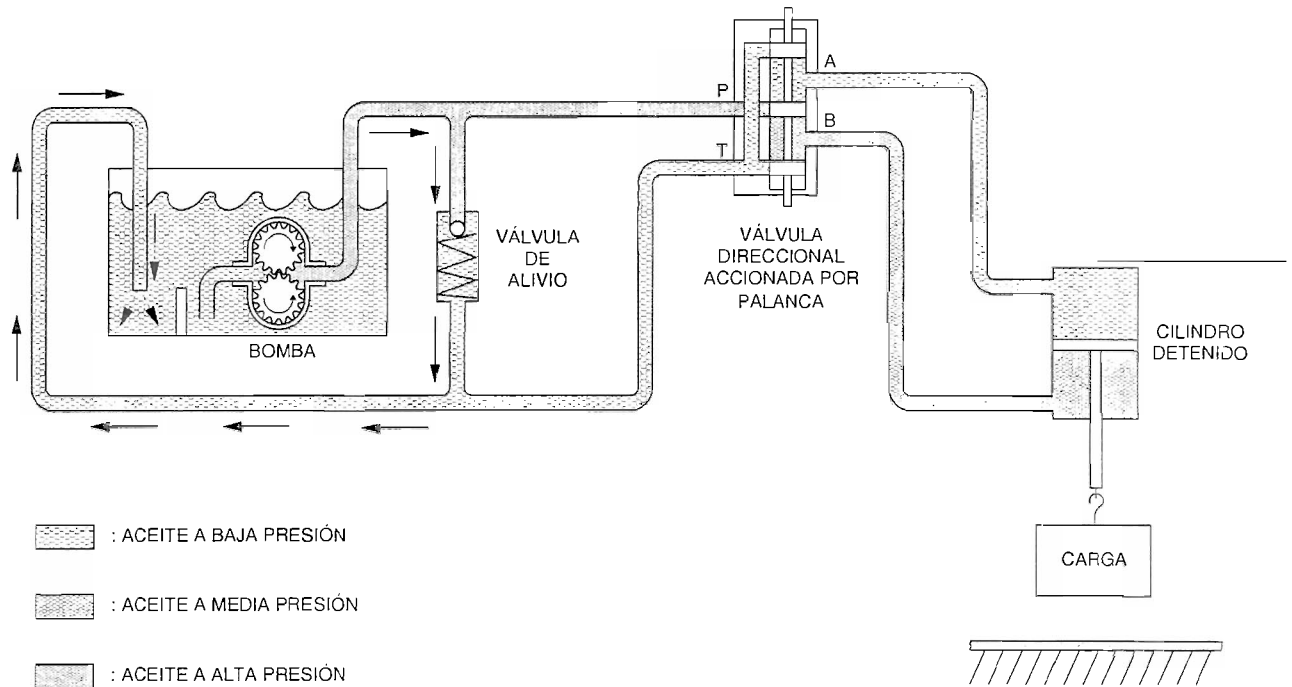 A
P
B
T
VÁLVULA
DE
ALIVIO
VÁLVULA
DIRECCIONAL
ACCIONADA POR
PALANCA
CILINDRO
DETENIDO
BOMBA
: ACEITE A BAJA PRESIÓN
CARGA
: ACEITE A MEDIA PRESIÓN
: ACEITE A ALTA PRESIÓN